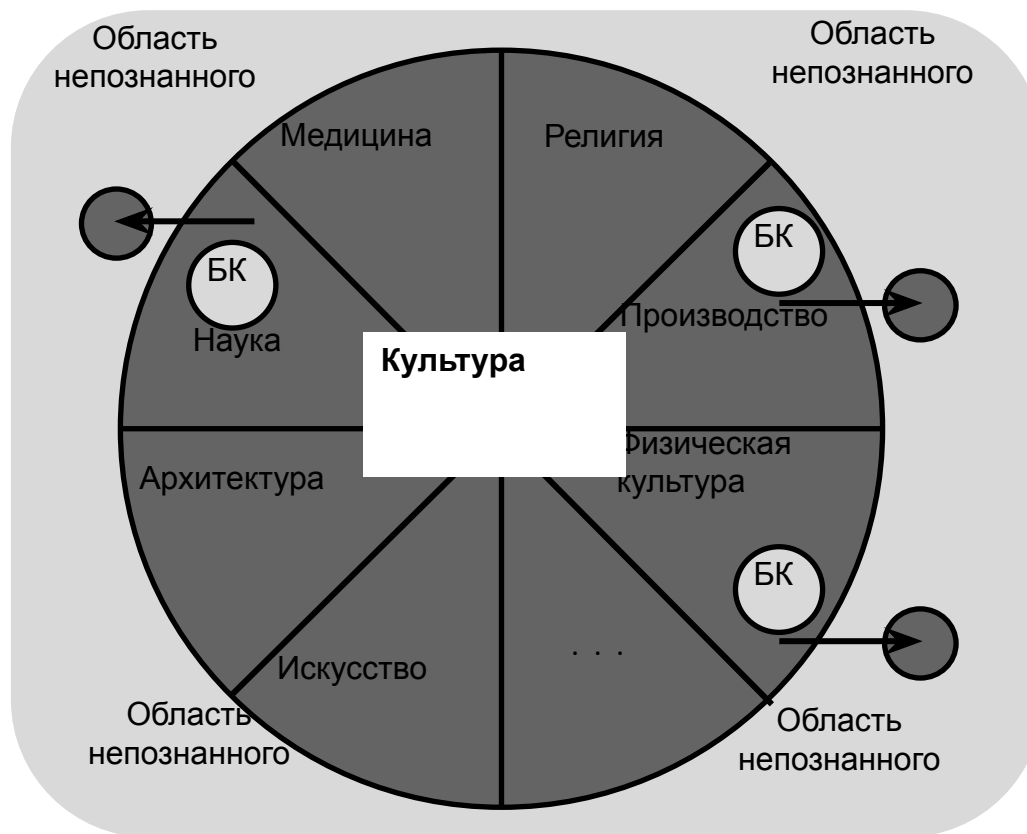 Область
непознанного
Область
непознанного
Медицина
Религия
БК
БК
Наука
Производство
Культура
Архитектура
Физическая
культура
БК
Искусство
. . .
Область
непознанного
Область
непознанного